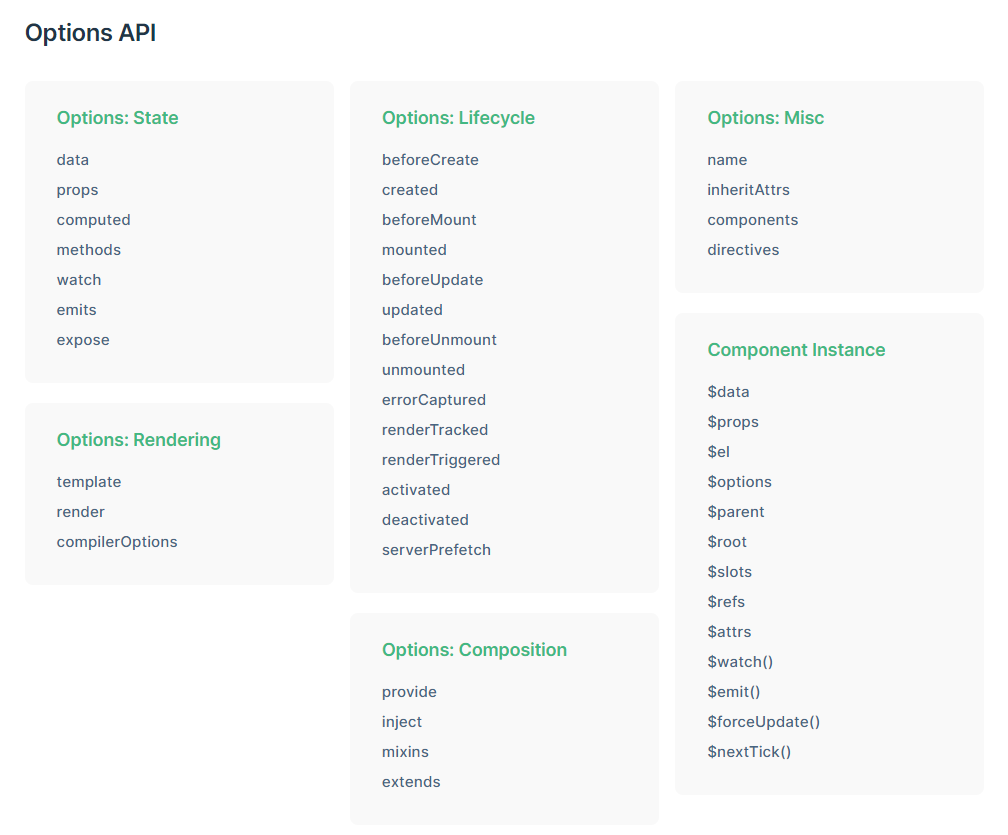 Options API
Options: State
data
props
computed
methods
watch
emits
expose
Options: Rendering
template
render
compilerOptions
Options: Lifecycle
beforeCreate
created
beforeMount
mounted
beforeUpdate
updated
beforeUnmount
unmounted
errorCaptured
renderTracked
renderTriggered
activated
deactivated
serverPrefetch
Options: Composition
provide
inject
mixins
extends
Options: Misc
name
inheritAttrs
components
directives
Component Instance
$data
$props
$el
$options
$parent
$root
$slots
$refs
$attrs
$watch()
$emit()
$forceUpdate()
$nextTick()